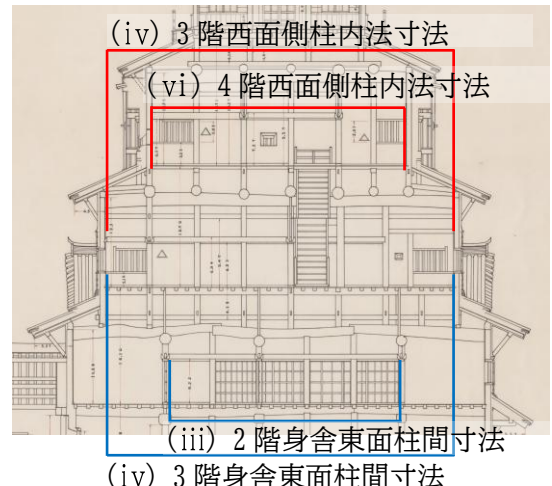 (iv) 3階西面側柱内法寸法
(vi) 4階西面側柱内法寸法
(iii) 2階身舎東面柱間寸法
(iv) 3階身舎東面柱間寸法